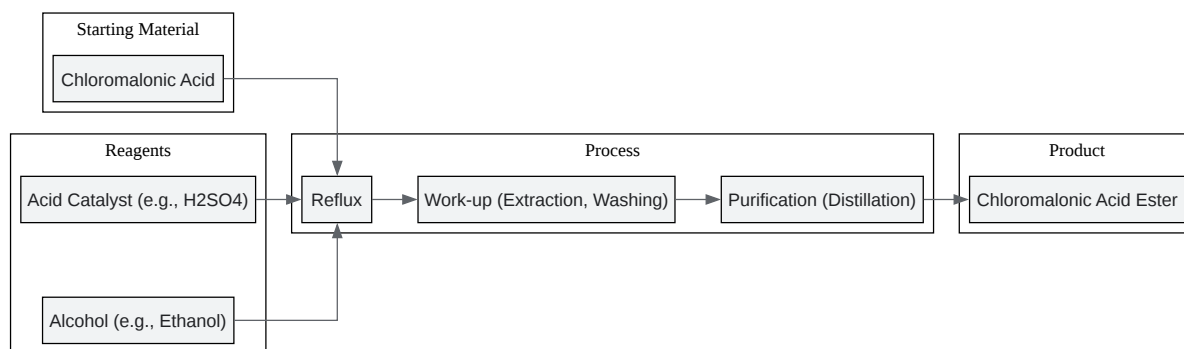 Starting Material
Chloromalonic Acid
Reagents
Acid Catalyst (e.g., H2SO4)
Alcohol (e.g., Ethanol)
Process
Reflux
Work-up (Extraction, Washing)
Purification (Distillation)
Product
Chloromalonic Acid Ester